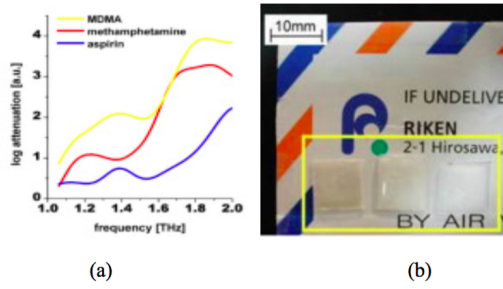 MDMA
methamphetamine
aspirin
log attenuation [a.u.]
4
3
2
1
0
1.0 1.2 1.4 1.6 1.8 2.0
frequency [THz]
(a)
10mm
IF UNDELIVE
RIKEN
2-1 Hirosawa,
BY AIR
(b)